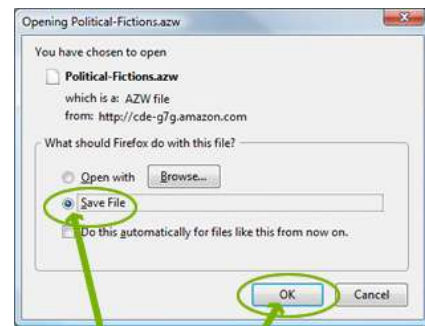 Opening Political-Fictions.azw
You have chosen to open
Political-Fictions.azw
which is a: AZW file
from: http://cde-g7g.amazon.com
What should Firefox do with this file?
Open with Browse...
Save File
Do this automatically for files like this from now on.
OK Cancel